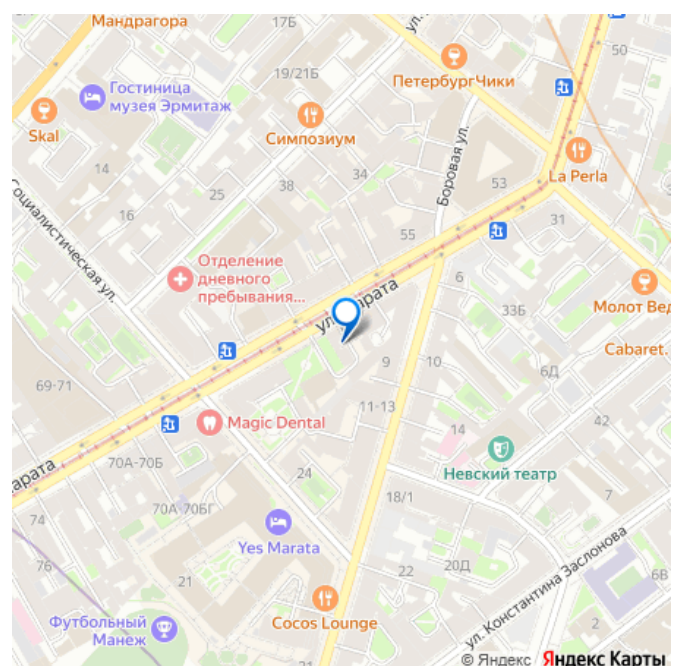 Мандрагора
17Б
ул.
50
ПетербургЧики
19/21Б
Гостиница
музея Эрмитаж
Skal
Симпозиум
Боровая ул.
La Perla
14
Социалистическая ул.
16
25
38
34
53
31
55
Отделение
дневного
пребывания...
6
33Б
Молот Вед
Cabaret.
9
10
6Д
69-71
11-13
Magic Dental
14
42
70А-70Б
24
Невский театр
арата
18/1
7
74
70А 70БГ
Yes Marata
ул. Константина Заслонова
76
21
22
20Д
6В
Cocos Lounge
Футбольный
Манеж
2
© Яндекс Яндекс Карты